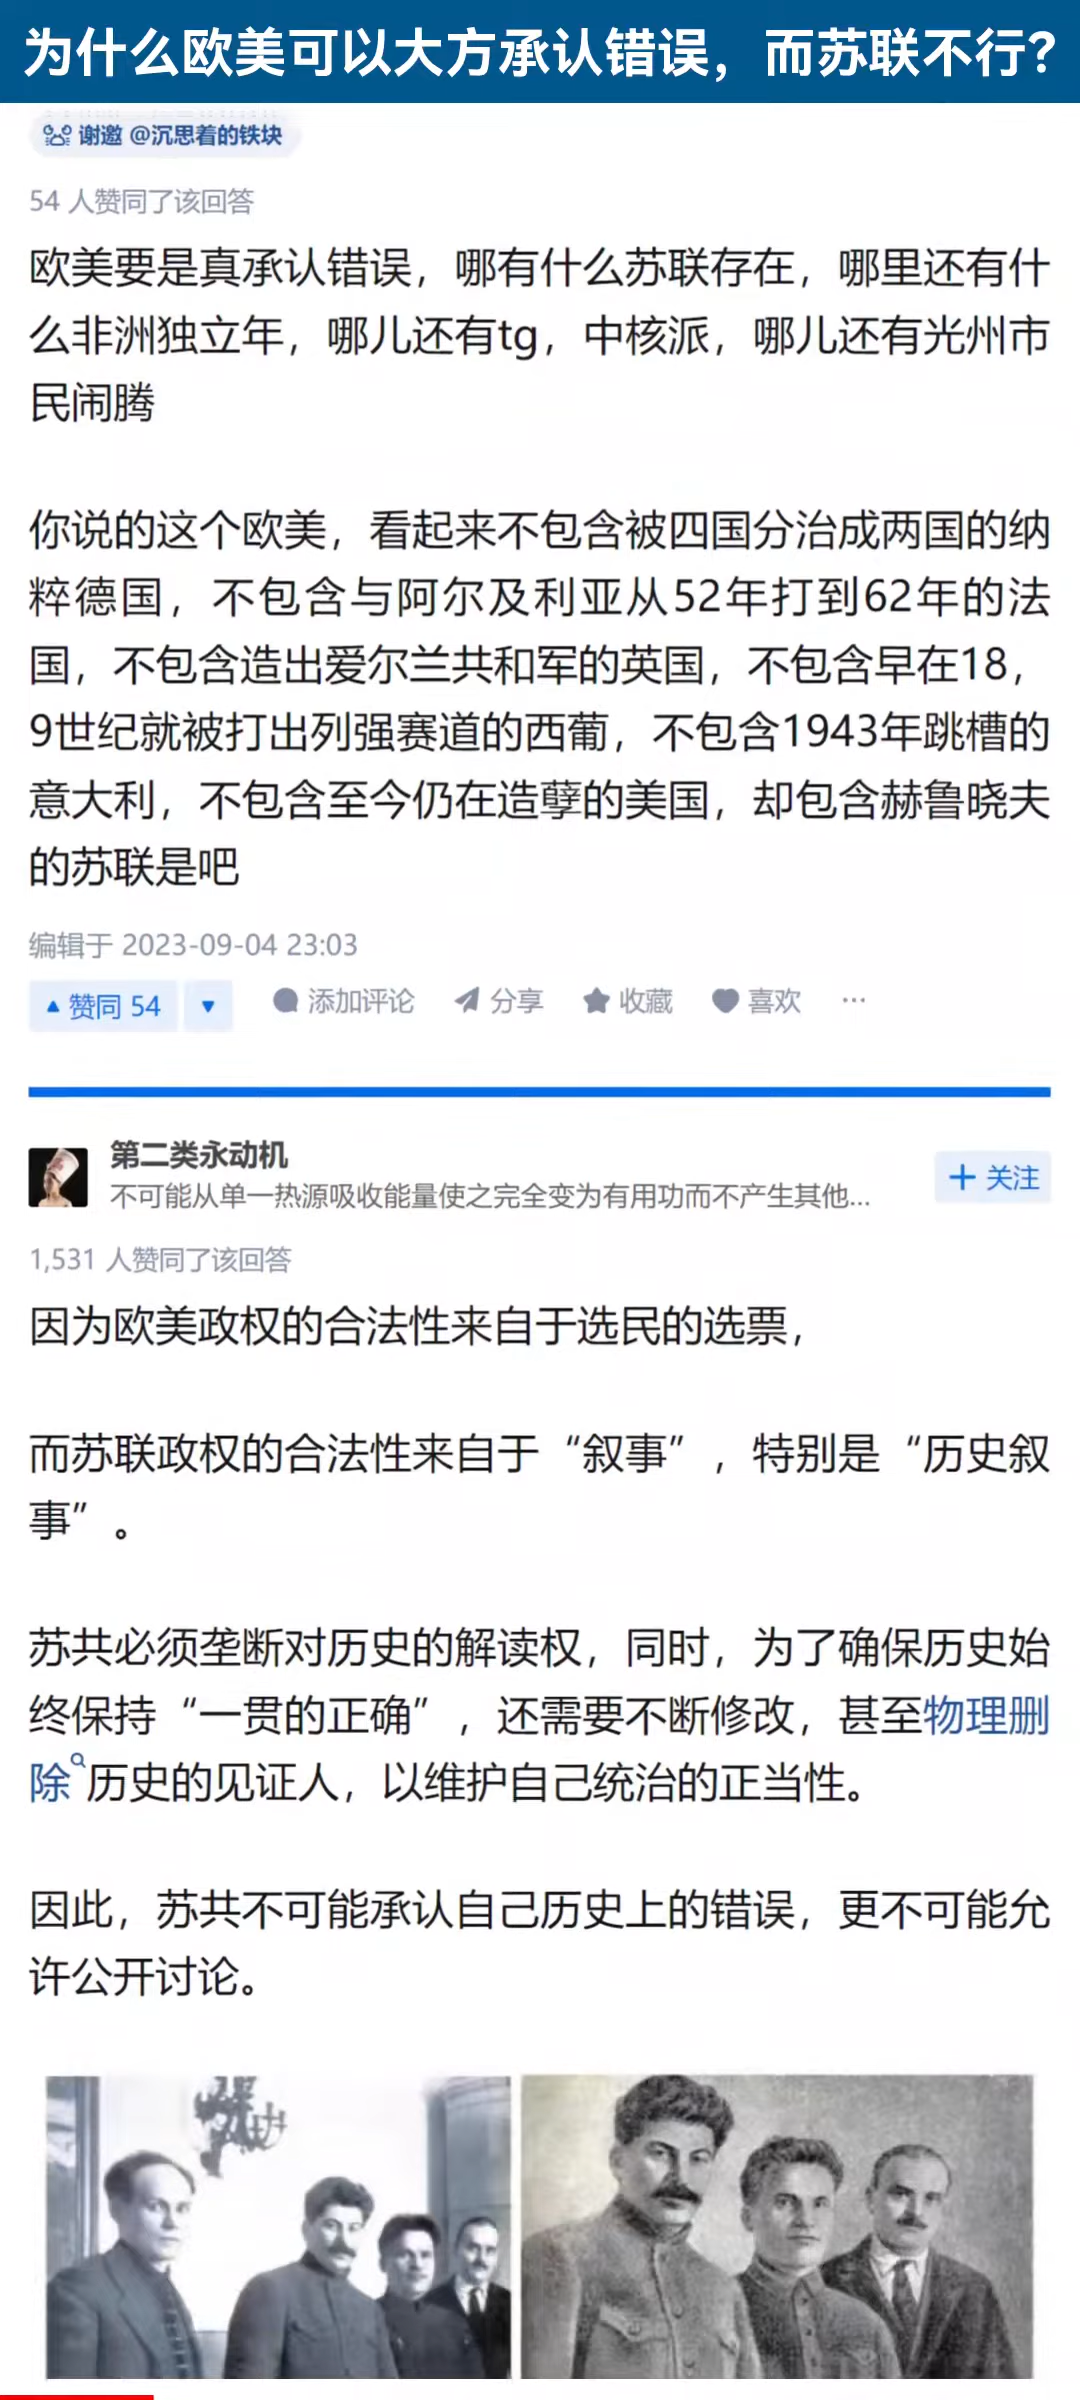 为什么欧美可以大方承认错误，而苏联不行？
谢邀 @沉思着的铁块
54 人赞同了该回答
欧美要是真承认错误，哪有什么苏联存在，哪里还有什
么非洲独立年，哪儿还有tg，中核派，哪儿还有光州市
民闹腾
你说的这个欧美，看起来不包含被四国分治成两国的纳
粹德国，不包含与阿尔及利亚从52年打到62年的法
国，不包含造出爱尔兰共和军的英国，不包含早在18，
9世纪就被打出列强赛道的西葡，不包含1943年跳槽的
意大利，不包含至今仍在造孽的美国，却包含赫鲁晓夫
的苏联是吧
编辑于 2023-09-04 23:03
赞同 54 添加评论 分享 收藏 喜欢 ···
第二类永动机
不可能从单一热源吸收能量使之完全变为有用功而不产生其他...
+ 关注
1,531 人赞同了该回答
因为欧美政权的合法性来自于选民的选票，
而苏联政权的合法性来自于“叙事”，特别是“历史叙
事”。
苏共必须垄断对历史的解读权，同时，为了确保历史始
终保持“一贯的正确”，还需要不断修改，甚至物理删
除历史的见证人，以维护自己统治的正当性。
因此，苏共不可能承认自己历史上的错误，更不可能允
许公开讨论。